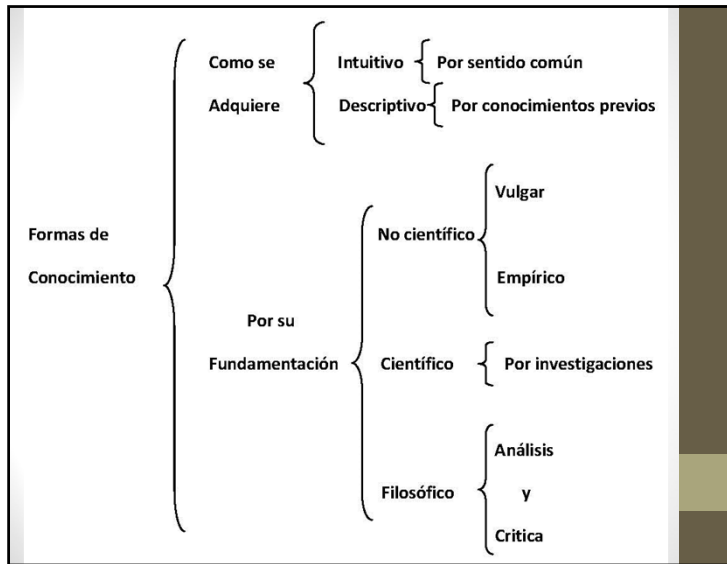 Formas de
Conocimiento
Como se
Adquiere
Intuitivo
Por sentido común
Descriptivo
Por conocimientos previos
Por su
Fundamentación
No científico
Vulgar
Empírico
Científico
Por investigaciones
Filosófico
Análisis
y
Critica